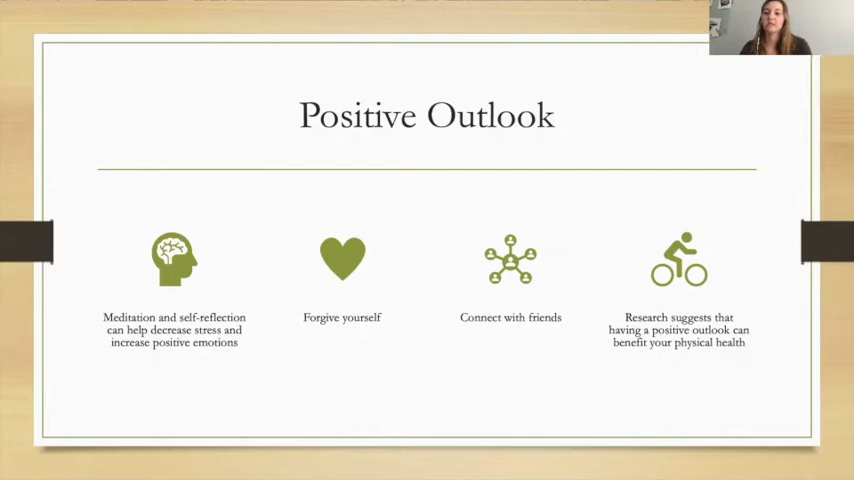 Positive Outlook
Meditation and self-reflection
can help decrease stress and
increase positive emotions
Forgive yourself
Connect with friends
Research suggests that
having a positive outlook can
benefit your physical health